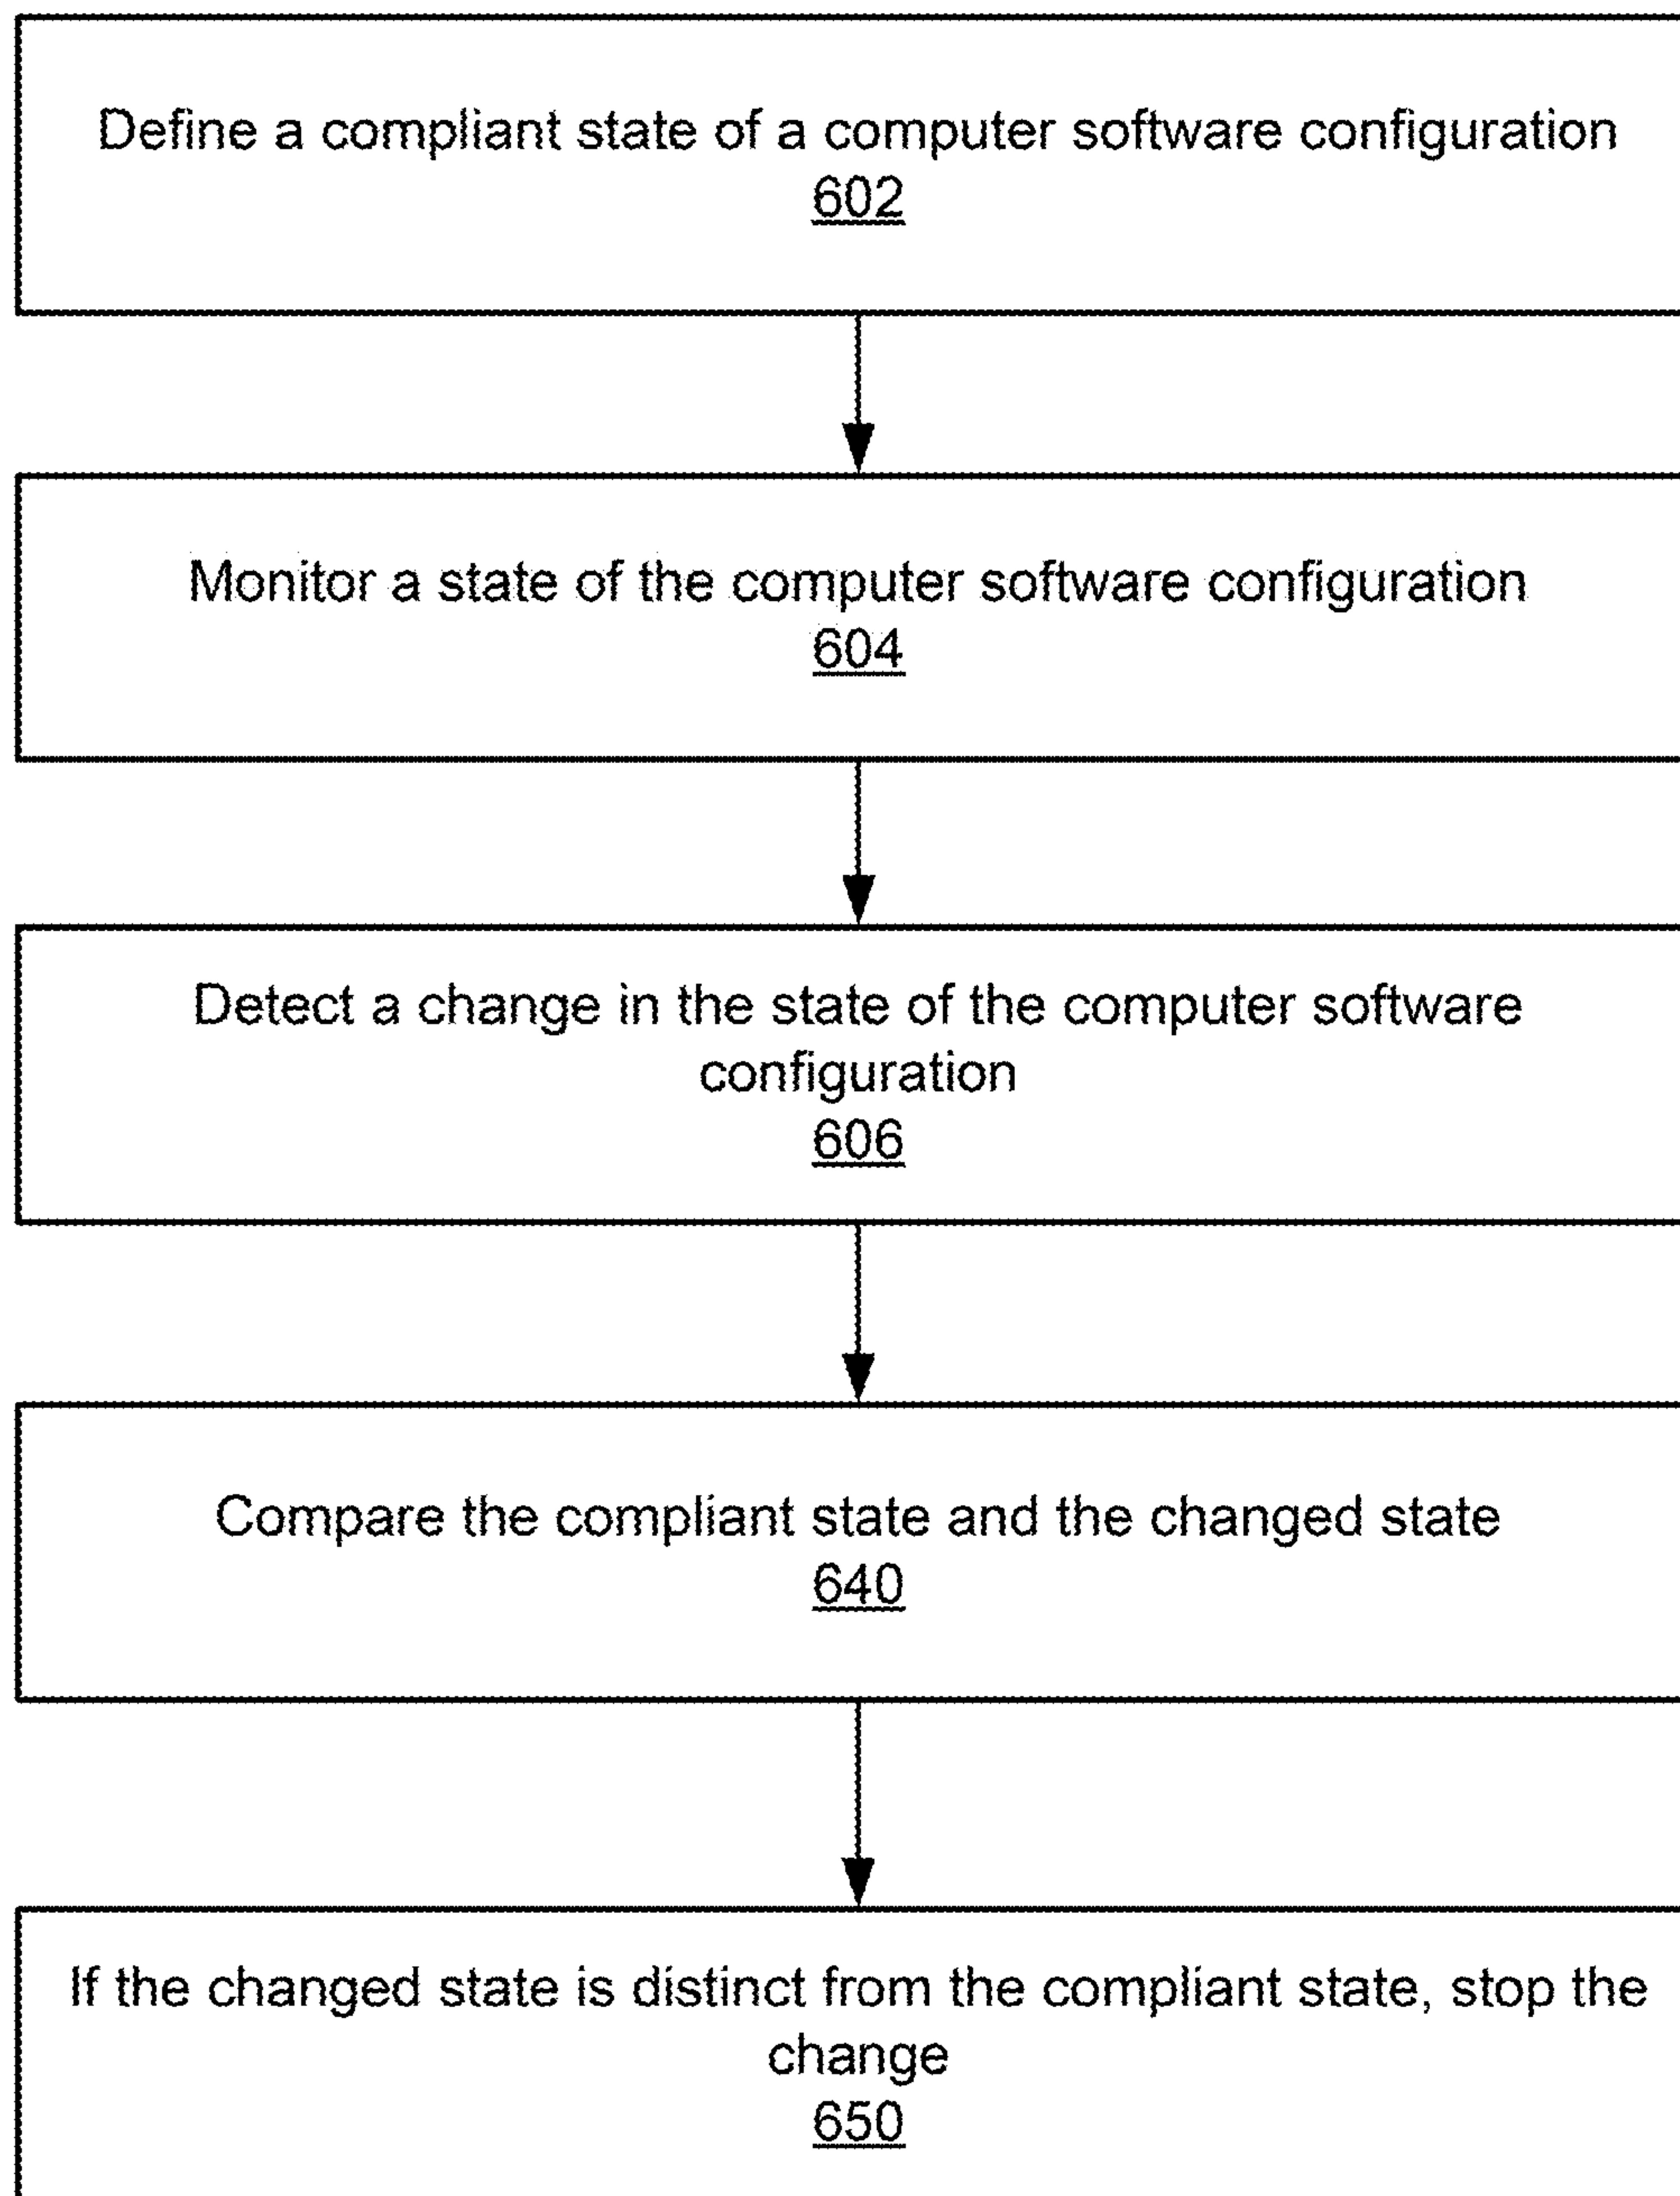 Define a compliant state of a computer software configuration
602
Monitor a state of the computer software configuration
604
Detect a change in the state of the computer software
configuration
606
Compare the compliant state and the changed state
640
If the changed state is distinct from the compliant state, stop the
change
650